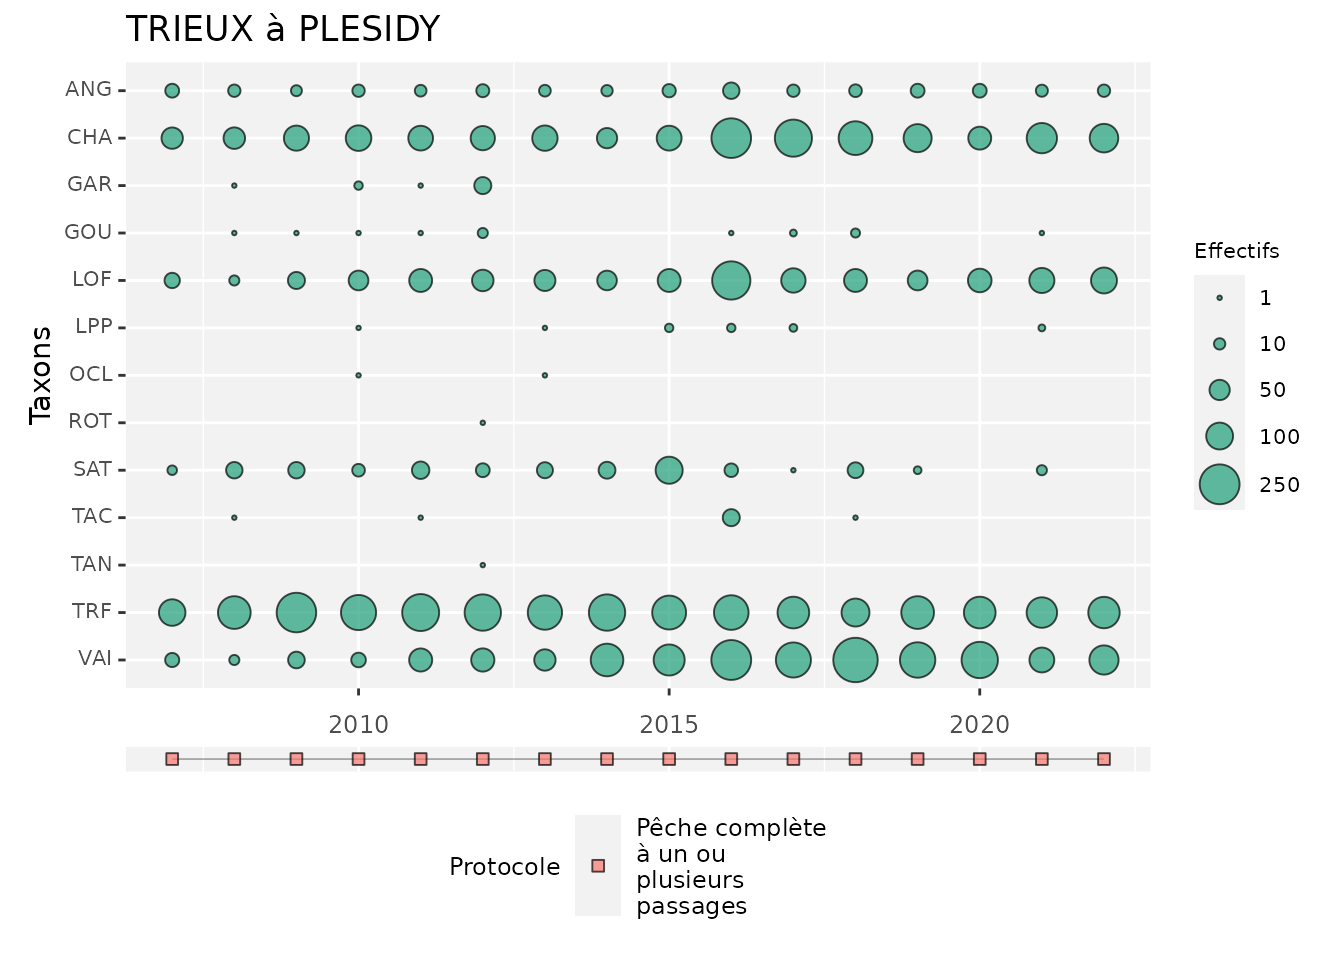 TRIEUX à PLESIDY
Taxons
ANG
CHA
GAR
GOU
LOF
LPP
OCL
ROT
SAT
TAC
TAN
TRF
VAI
2010 2015 2020
Effectifs
1
10
50
100
250
Protocole
Pêche complète
à un ou
plusieurs
passages